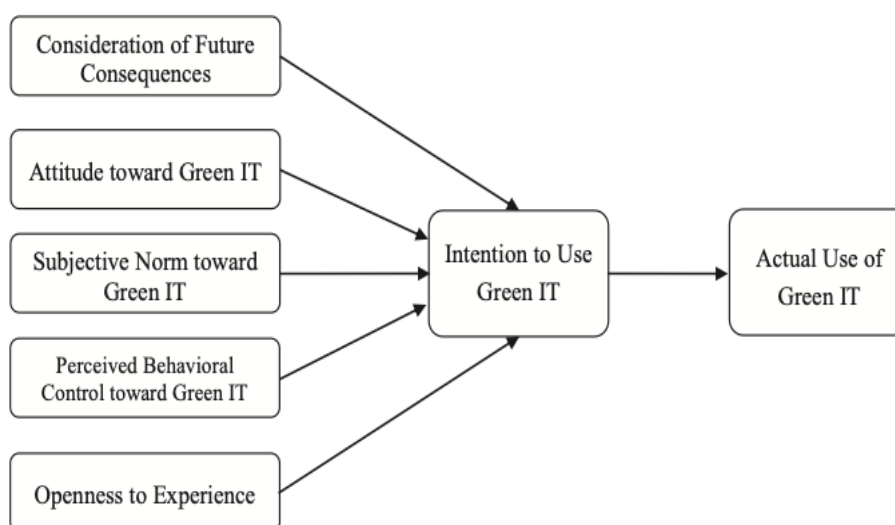 Consideration of Future
Consequences
Attitude toward Green IT
Subjective Norm toward
Green IT
Perceived Behavioral
Control toward Green IT
Openness to Experience
Intention to Use
Green IT
Actual Use of
Green IT